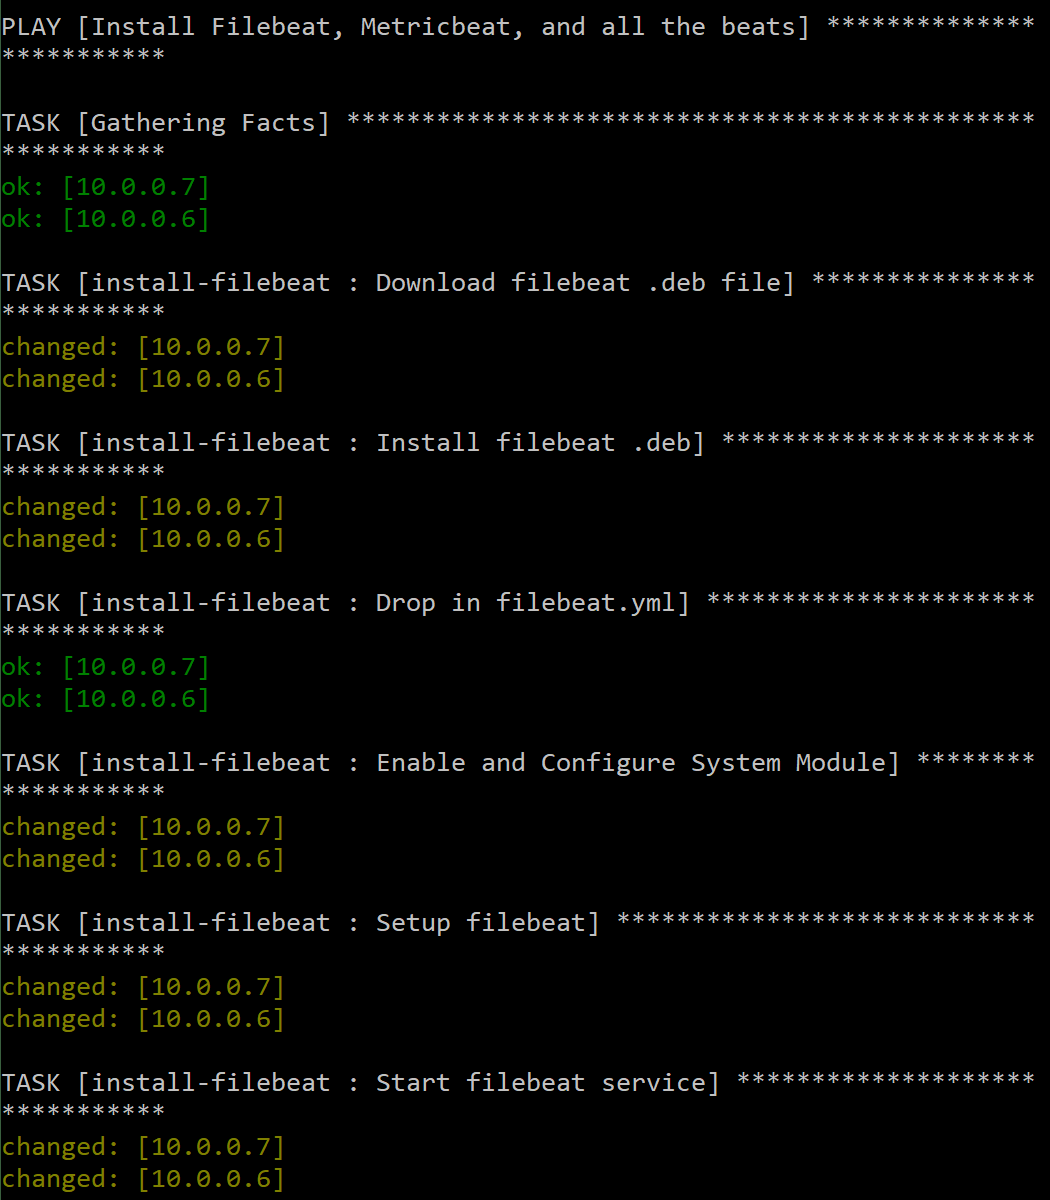 PLAY [Install Filebeat, Metricbeat, and all the beats] **************
***********
TASK [Gathering Facts] **********************************************
***********
ok: [10.0.0.7]
ok: [10.0.0.6]
TASK [install-filebeat : Download filebeat .deb file] ***************
***********
changed: [10.0.0.7]
changed: [10.0.0.6]
TASK [install-filebeat : Install filebeat .deb] *********************
***********
changed: [10.0.0.7]
changed: [10.0.0.6]
TASK [install-filebeat : Drop in filebeat.yml] **********************
***********
ok: [10.0.0.7]
ok: [10.0.0.6]
TASK [install-filebeat : Enable and Configure System Module] ********
***********
changed: [10.0.0.7]
changed: [10.0.0.6]
TASK [install-filebeat : Setup filebeat] ****************************
***********
changed: [10.0.0.7]
changed: [10.0.0.6]
TASK [install-filebeat : Start filebeat service] ********************
***********
changed: [10.0.0.7]
changed: [10.0.0.6]